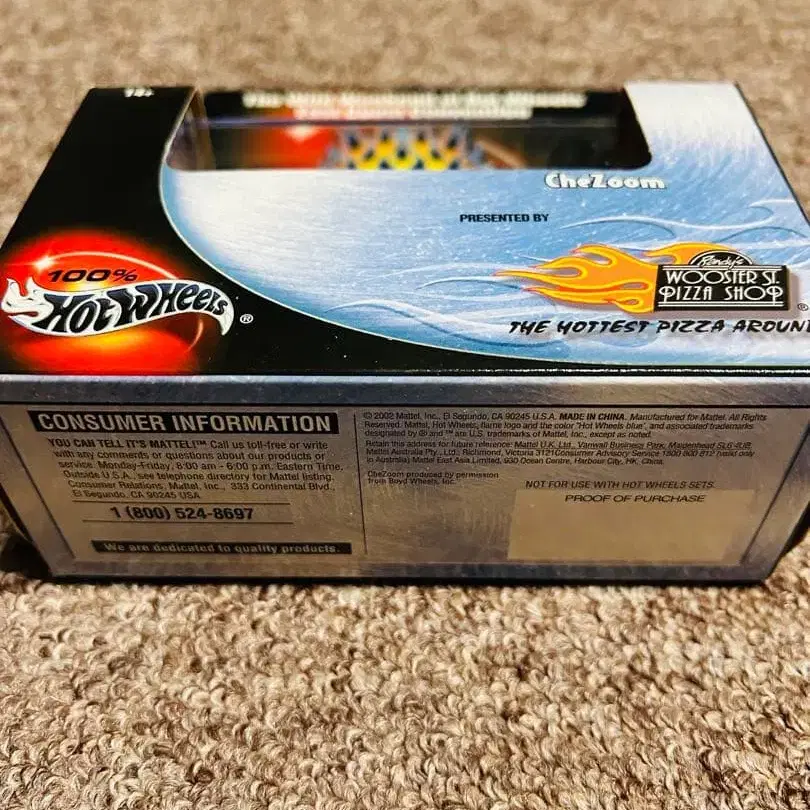 14+
CheZoom
PRESENTED BY
Randy's
WOOSTER ST.
PIZZA SHOP
®
THE HOTTEST PIZZA AROUN
100%
HOT WHEELS
®
CONSUMER INFORMATION
YOU CAN TELL IT'S MATTEL!™ Call us toll-free or write
with any comments or questions about our products or
service. Monday-Friday, 8:00 am - 6:00 p.m. Eastern Time.
Outside U.S.A., see telephone directory for Mattel listing.
Consumer Relations, Mattel, Inc., 333 Continental Blvd.,
El Segundo, CA 90245 USA
1 (800) 524-8697
We are dedicated to quality products.
© 2002 Mattel, Inc., El Segundo, CA 90245 U.S.A. MADE IN CHINA. Manufactured for Mattel. All Rights
Reserved. Mattel, Hot Wheels, flame logo and the color "Hot Wheels blue", and associated trademarks
designated by ® and ™ are U.S. trademarks of Mattel, Inc., except as noted.
Retain this address for future reference: Mattel U.K. Ltd., Vanwall Business Park, Maidenhead SL6 4UB.
Mattel Australia Pty., Ltd., Richmond, Victoria 3121 Consumer Advisory Service 1800 800 812 (valid only
in Australia) Mattel East Asia Limited, 930 Ocean Centre, Harbour City, HK, China.
CheZoom produced by permission
from Boyd Wheels, Inc.
NOT FOR USE WITH HOT WHEELS SETS.
PROOF OF PURCHASE